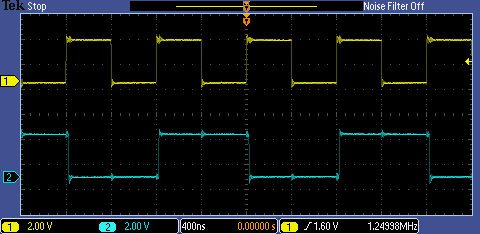 Tek Stop Noise Filter Off
1
2
1 2.00 V 2 2.00 V 400ns 0.00000 s 1 1.60 V 1.24998MHz